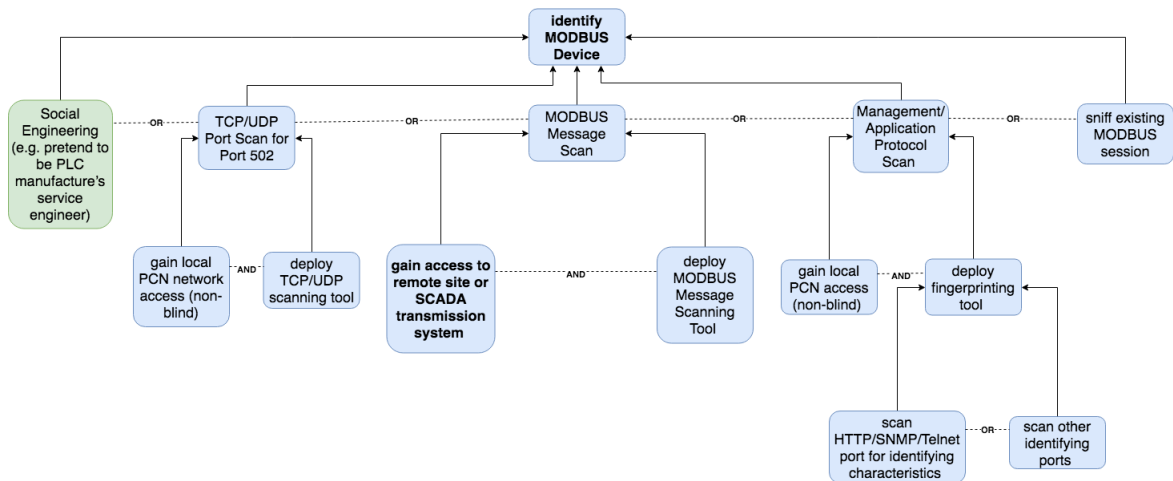 identify
MODBUS
Device
Social
Engineering
(e.g. pretend to
be PLC
manufacture's
service
engineer)
OR
TCP/UDP
Port Scan for
Port 502
OR
MODBUS
Message
Scan
OR
Management/
Application
Protocol
Scan
OR
sniff existing
MODBUS
session
gain local
PCN network
access (non-
blind)
AND
deploy
TCP/UDP
scanning tool
gain access to
remote site or
SCADA
transmission
system
AND
deploy
MODBUS
Message
Scanning
Tool
gain local
PCN access
(non-blind)
AND
deploy
fingerprinting
tool
scan
HTTP/SNMP/Telnet
port for identifying
characteristics
OR
scan other
identifying
ports